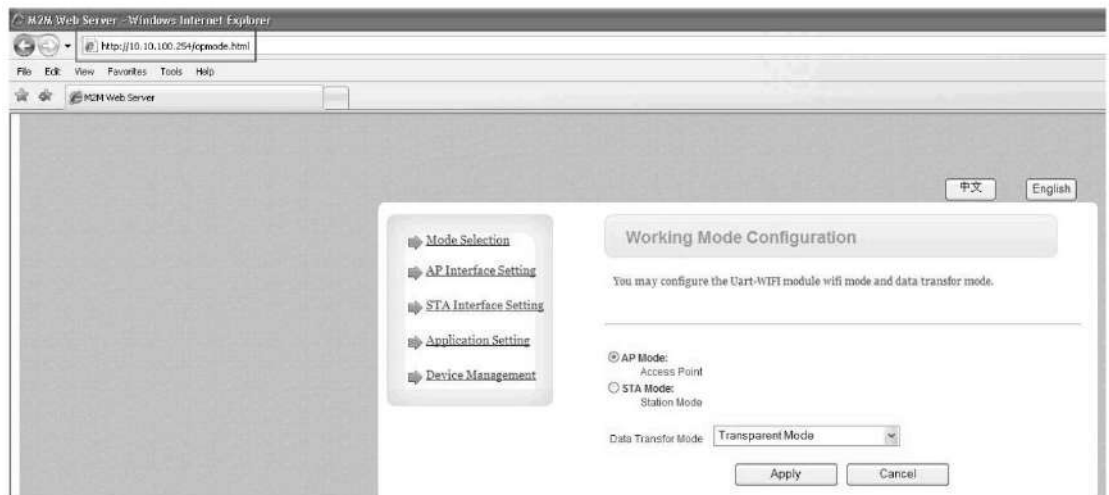 M2M Web Server - Windows Internet Explorer
http://10.10.100.254/opmode.html
File Edit View Favorites Tools Help
M2M Web Server
中文 English
Mode Selection
AP Interface Setting
STA Interface Setting
Application Setting
Device Management
Working Mode Configuration
You may configure the Uart-WIFI module wifi mode and data transfor mode.
AP Mode:
Access Point
STA Mode:
Station Mode
Data Transfor Mode Transparent Mode
Apply Cancel